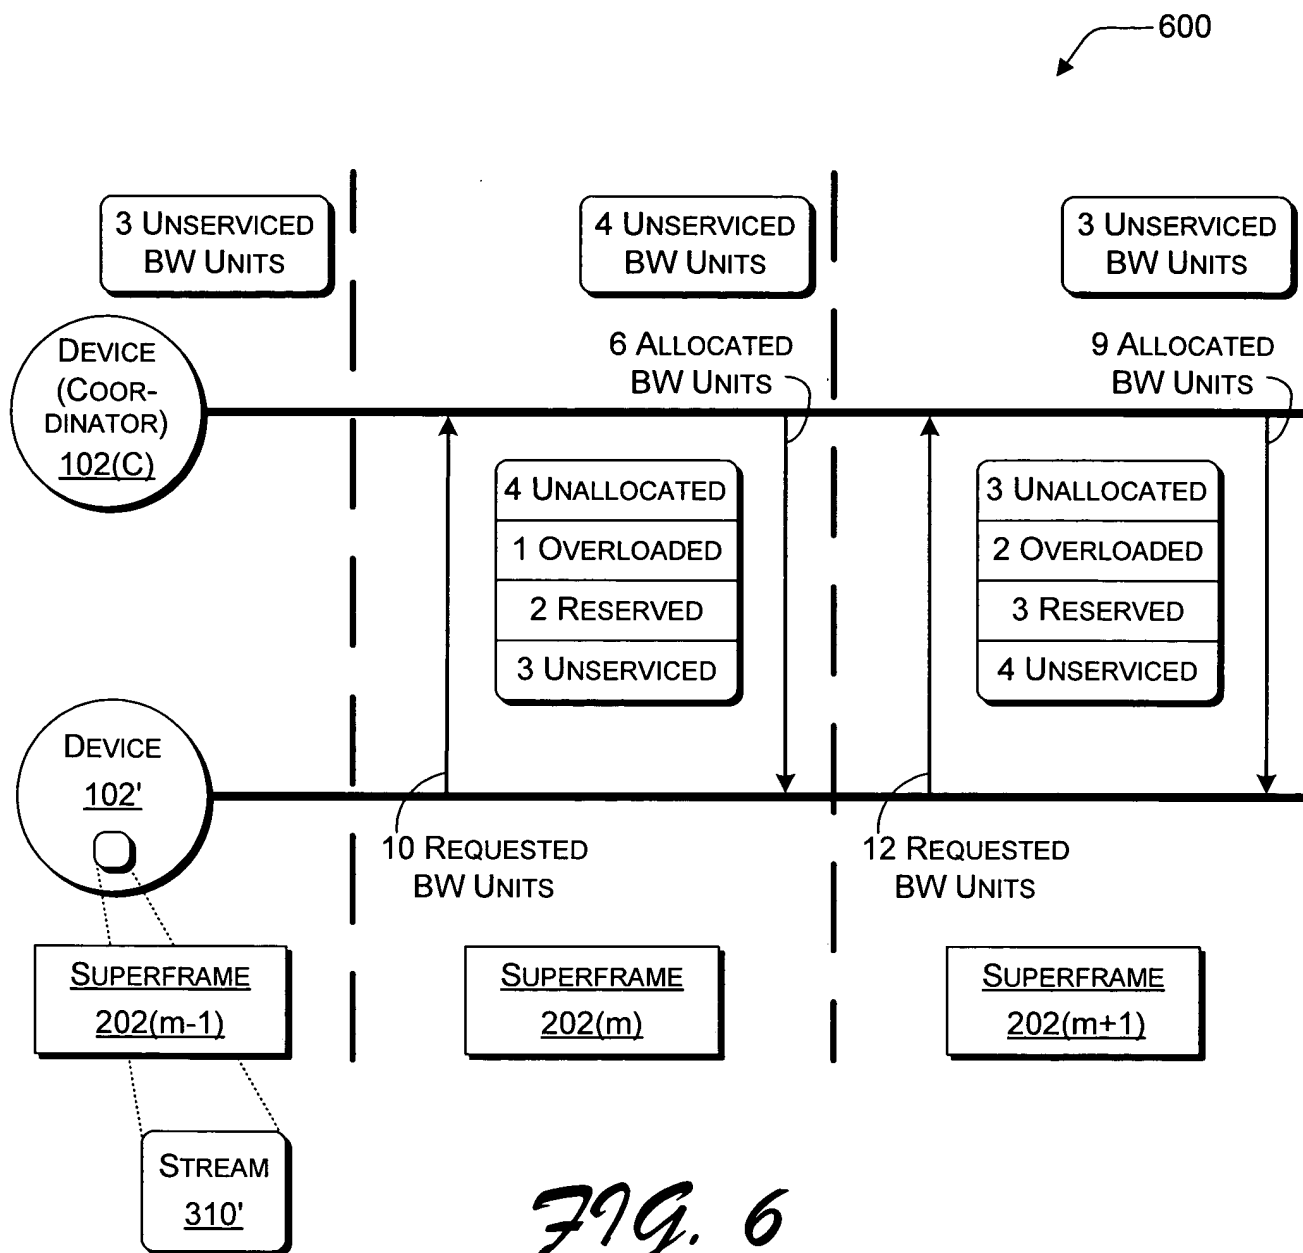 600
3 UNSERVICED
BW UNITS
4 UNSERVICED
BW UNITS
3 UNSERVICED
BW UNITS
6 ALLOCATED
BW UNITS
9 ALLOCATED
BW UNITS
DEVICE
(COOR-
DINATOR)
102(C)
4 UNALLOCATED
1 OVERLOADED
2 RESERVED
3 UNSERVICED
3 UNALLOCATED
2 OVERLOADED
3 RESERVED
4 UNSERVICED
DEVICE
102'
10 REQUESTED
BW UNITS
12 REQUESTED
BW UNITS
SUPERFRAME
202(m-1)
SUPERFRAME
202(m)
SUPERFRAME
202(m+1)
STREAM
310'
FIG. 6